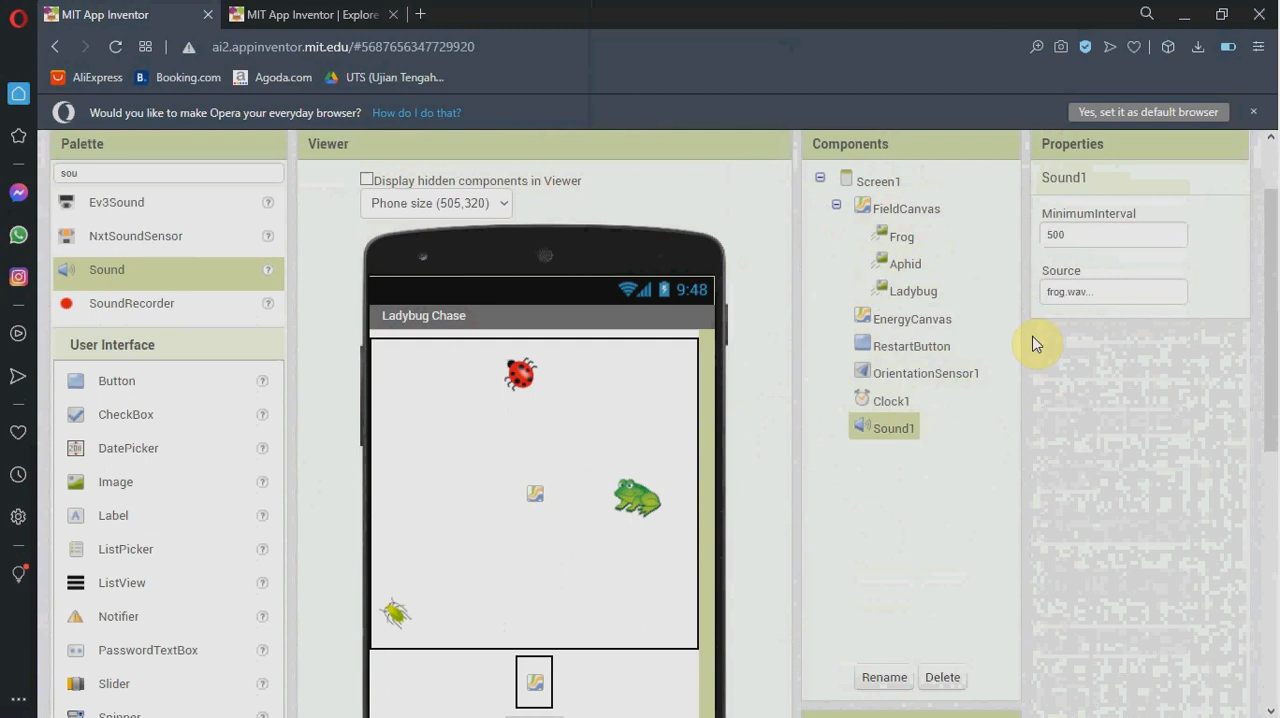 MIT App Inventor
MIT App Inventor | Explore
ai2.appinventor.mit.edu/#5687656347729920
AliExpress
B. Booking.com
a Agoda.com
UTS (Ujian Tengah...
Would you like to make Opera your everyday browser? How do I do that?
Yes, set it as default browser
Palette
sou
Ev3Sound
NxtSoundSensor
Sound
SoundRecorder
User Interface
Button
CheckBox
DatePicker
Image
Label
ListPicker
ListView
Notifier
PasswordTextBox
Slider
Spinner
Viewer
Display hidden components in Viewer
Phone size (505,320)
9:48
Ladybug Chase
Components
Screen1
FieldCanvas
Frog
Aphid
Ladybug
EnergyCanvas
RestartButton
OrientationSensor1
Clock1
Sound1
Rename
Delete
Properties
Sound1
MinimumInterval
500
Source
frog.wav...